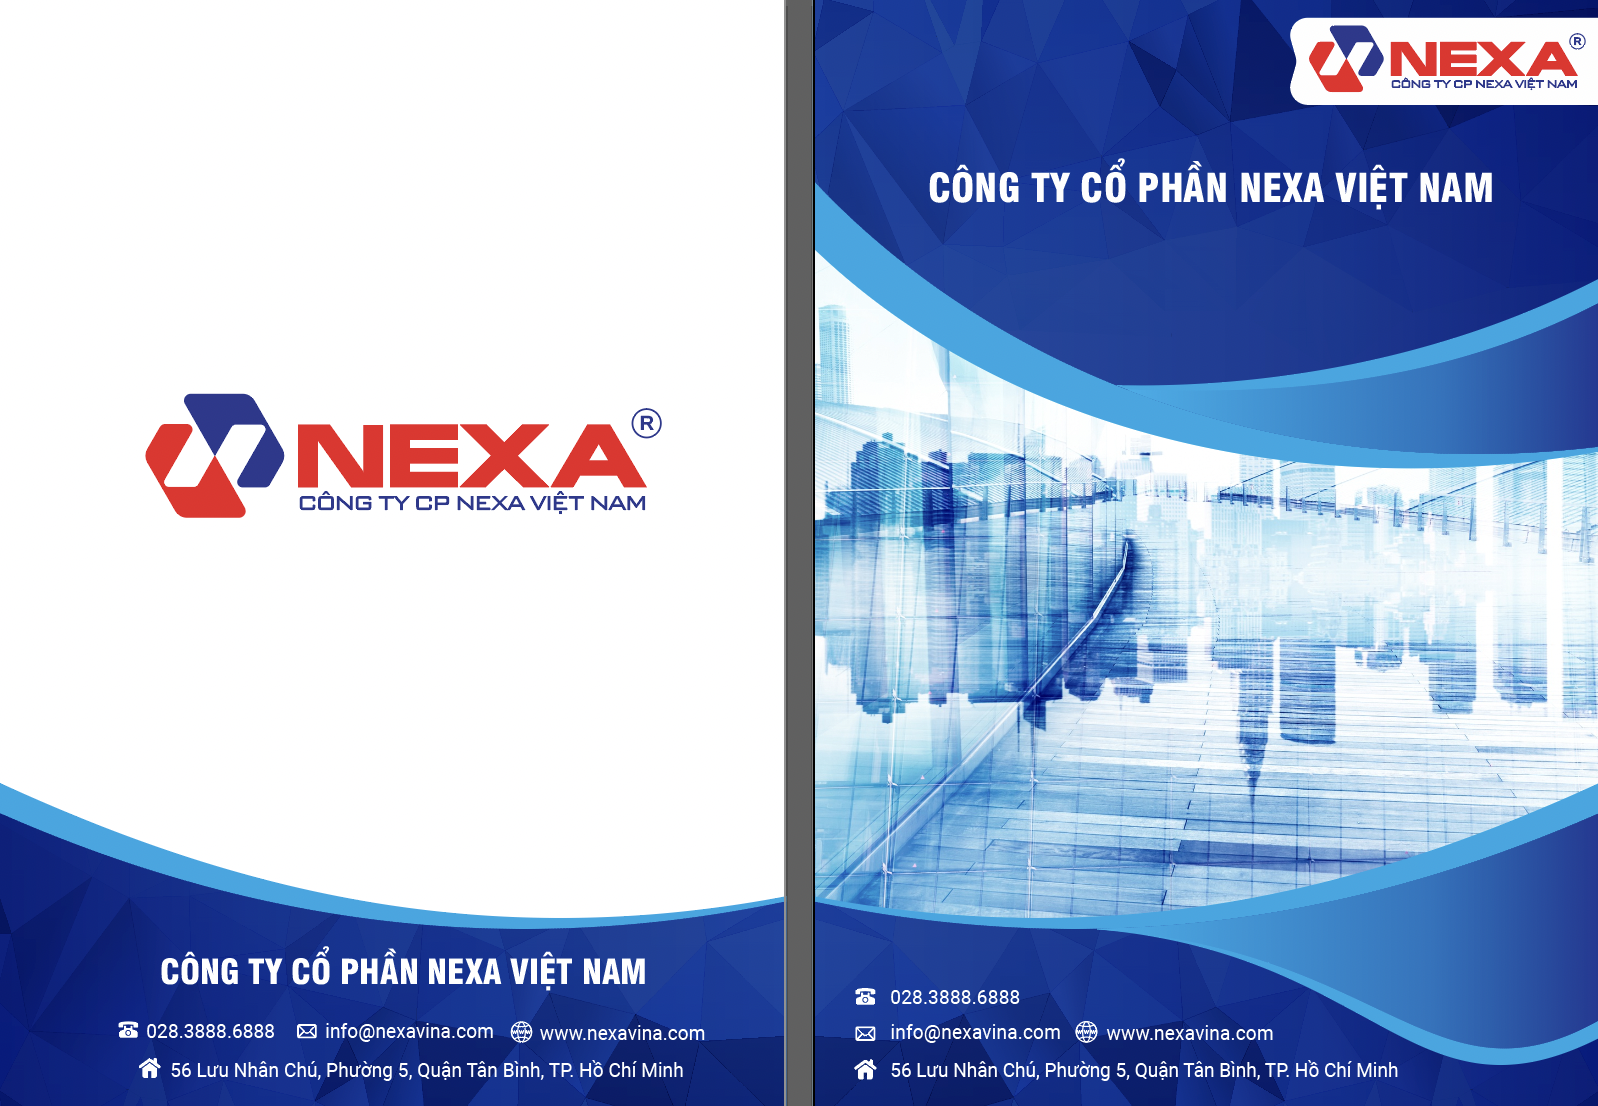 NEXA®
CÔNG TY CP NEXA VIỆT NAM
CÔNG TY CỔ PHẦN NEXA VIỆT NAM
028.3888.6888 info@nexavina.com www.nexavina.com
56 Lưu Nhân Chú, Phường 5, Quận Tân Bình, TP. Hồ Chí Minh
NEXA®
CÔNG TY CP NEXA VIỆT NAM
CÔNG TY CỔ PHẦN NEXA VIỆT NAM
028.3888.6888
info@nexavina.com www.nexavina.com
56 Lưu Nhân Chú, Phường 5, Quận Tân Bình, TP. Hồ Chí Minh